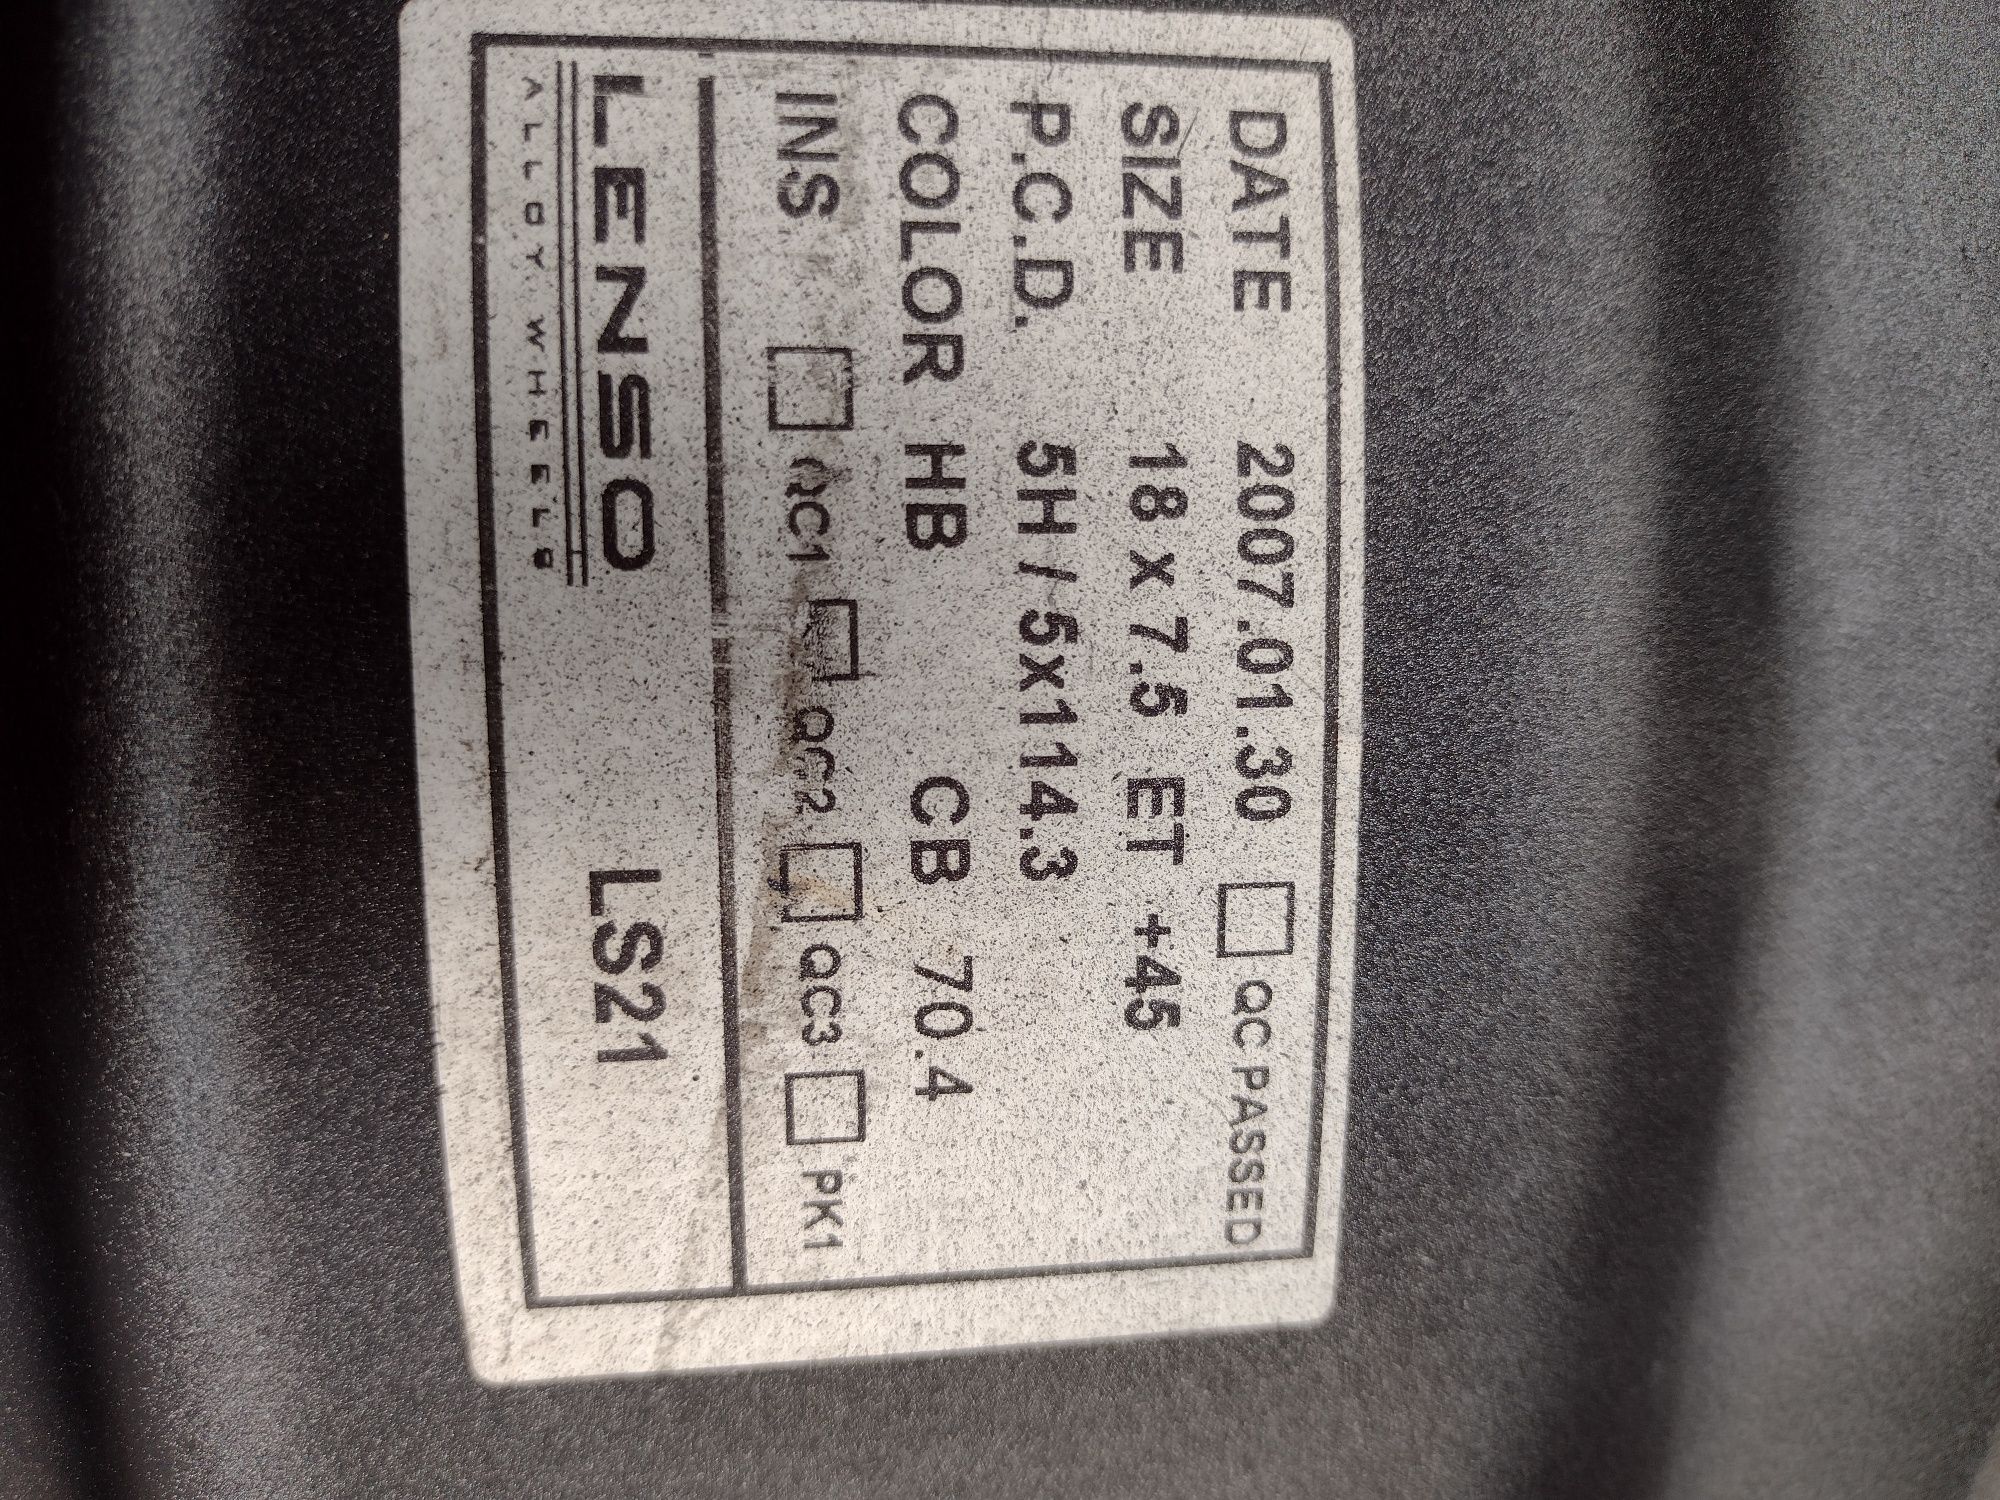 DATE 2007.01.30 QC PASSED
SIZE 18 x 7.5 ET +45
P.C.D. 5H / 5x114.3
COLOR HB CB 70.4
INS QC1 QC2 QC3 PK1
LENSO LS21
ALLOY WHEELS